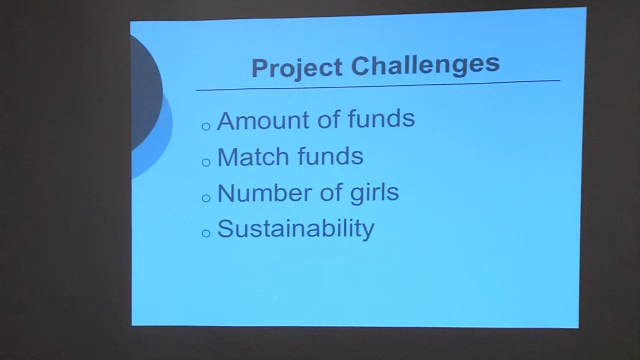 Project Challenges
o Amount of funds
o Match funds
o Number of girls
o Sustainability